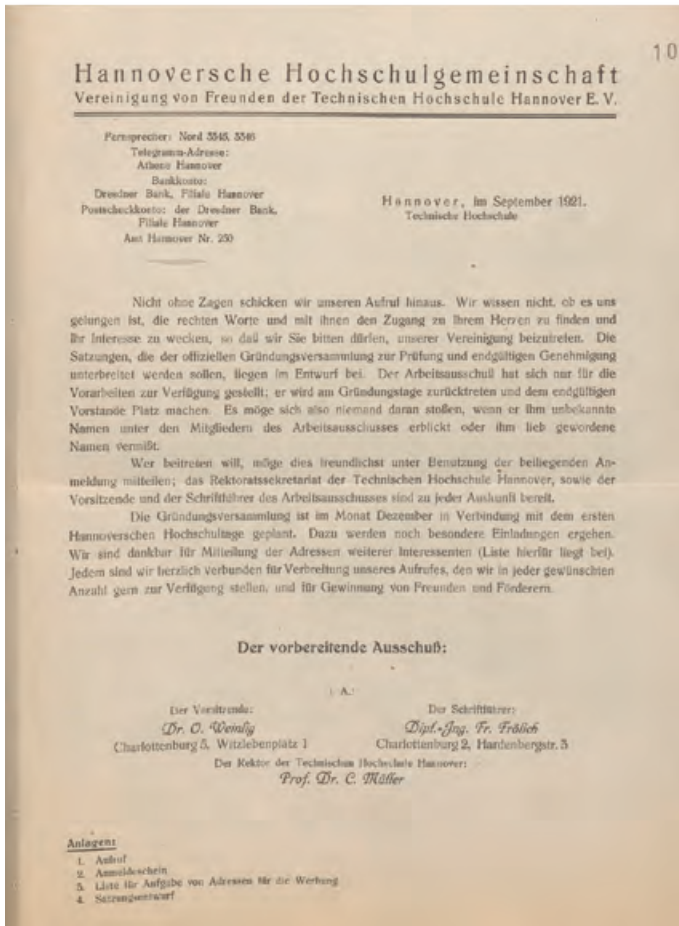 10
Hannoversche Hochschulgemeinschaft
Vereinigung von Freunden der Technischen Hochschule Hannover E. V.
Fernsprecher: Nord 3345, 3346
Telegramm-Adresse:
Athene Hannover
Bankkonto:
Dresdner Bank, Filiale Hannover
Postscheckkonto: der Dresdner Bank,
Filiale Hannover
Amt Hannover Nr. 250
Hannover, im September 1921.
Technische Hochschule
Nicht ohne Zagen schicken wir unseren Aufruf hinaus. Wir wissen nicht, ob es uns
gelungen ist, die rechten Worte und mit ihnen den Zugang zu Ihrem Herzen zu finden und
Ihr Interesse zu wecken, so daß wir Sie bitten dürfen, unserer Vereinigung beizutreten. Die
Satzungen, die der offiziellen Gründungsversammlung zur Prüfung und endgültigen Genehmigung
unterbreitet werden sollen, liegen im Entwurf bei. Der Arbeitsausschuß hat sich nur für die
Vorarbeiten zur Verfügung gestellt; er wird am Gründungstage zurücktreten und dem endgültigen
Vorstande Platz machen. Es möge sich also niemand daran stoßen, wenn er ihm unbekannte
Namen unter den Mitgliedern des Arbeitsausschusses erblickt oder ihm lieb gewordene
Namen vermißt.
Wer beitreten will, möge dies freundlichst unter Benutzung der beiliegenden An-
meldung mitteilen; das Rektoratssekretariat der Technischen Hochschule Hannover, sowie der
Vorsitzende und der Schriftführer des Arbeitsausschusses sind zu jeder Auskunft bereit.
Die Gründungsversammlung ist im Monat Dezember in Verbindung mit dem ersten
Hannoverschen Hochschultage geplant. Dazu werden noch besondere Einladungen ergehen.
Wir sind dankbar für Mitteilung der Adressen weiterer Interessenten (Liste hierfür liegt bei).
Jedem sind wir herzlich verbunden für Verbreitung unseres Aufrufes, den wir in jeder gewünschten
Anzahl gern zur Verfügung stellen, und für Gewinnung von Freunden und Förderern.
Der vorbereitende Ausschuß:
I. A.:
Der Vorsitzende:
Dr. O. Weinlig
Charlottenburg 5, Witzlebenplatz 1
Der Schriftführer:
Dipl.-Ing. Fr. Frölich
Charlottenburg 2, Hardenbergstr. 3
Der Rektor der Technischen Hochschule Hannover:
Prof. Dr. C. Müller
Anlagen:
1. Aufruf
2. Anmeldeschein
3. Liste für Aufgabe von Adressen für die Werbung
4. Satzungsentwurf